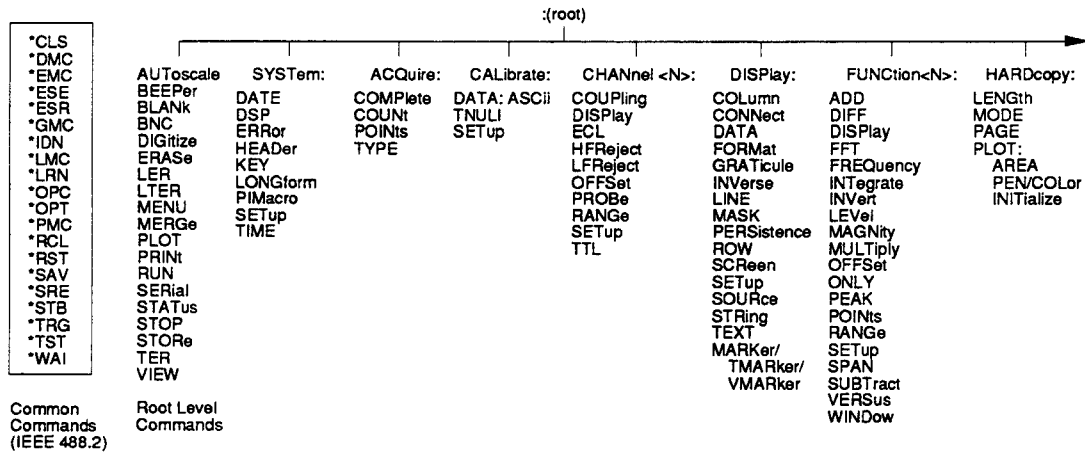 :(root)
*CLS
*DMC
*EMC
*ESE
*ESR
*GMC
*IDN
*LMC
*LRN
*OPC
*OPT
*PMC
*RCL
*RST
*SAV
*SRE
*STB
*TRG
*TST
*WAI
Common
Commands
(IEEE 488.2)
AUToscale
BEEPer
BLANk
BNC
DIGitize
ERASe
LER
LTER
MENU
MERGe
PLOT
PRINt
RUN
SERial
STATus
STOP
STORe
TER
VIEW
Root Level
Commands
SYSTem:
DATE
DSP
ERRor
HEADer
KEY
LONGform
PIMacro
SETup
TIME
ACQuire:
COMPlete
COUNt
POINts
TYPE
CALibrate:
DATA: ASCii
TNULl
SETup
CHANnel <N>:
COUPling
DISPlay
ECL
HFReject
LFReject
OFFSet
PROBe
RANGe
SETup
TTL
DISPlay:
COLumn
CONNect
DATA
FORMat
GRATicule
INVerse
LINE
MASK
PERSistence
ROW
SCReen
SETup
SOURce
STRing
TEXT
MARKer/
TMARker/
VMARker
FUNCtion<N>:
ADD
DIFF
DISPlay
FFT
FREQuency
INTegrate
INVert
LEVel
MAGNity
MULTiply
OFFSet
ONLY
PEAK
POINts
RANGe
SETup
SPAN
SUBTract
VERSus
WINDow
HARDcopy:
LENGth
MODE
PAGE
PLOT:
AREA
PEN/COLor
INITialize